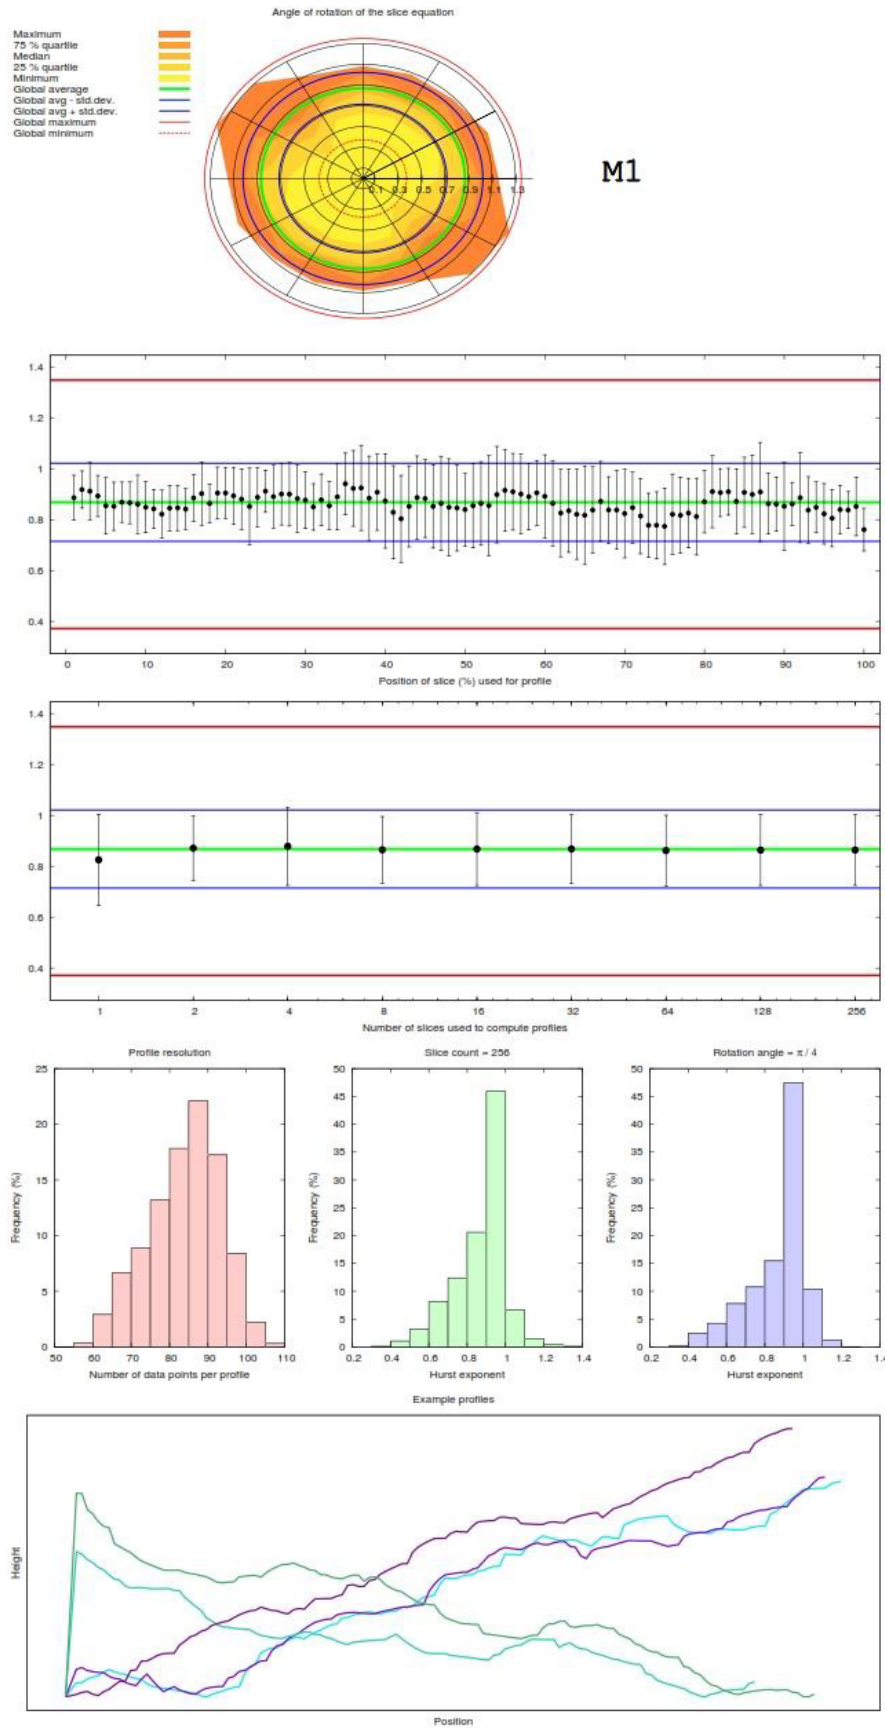 Angle of rotation of the slice equation
Maximum
75 % quartile
Median
25 % quartile
Minimum
Global average
Global avg - std.dev.
Global avg + std.dev.
Global maximum
Global minimum
0.1 0.3 0.5 0.7 0.9 1.1 1.3
M1
1.4
1.2
1
0.8
0.6
0.4
0 10 20 30 40 50 60 70 80 90 100
Position of slice (%) used for profile
1.4
1.2
1
0.8
0.6
0.4
1 2 4 8 16 32 64 128 256
Number of slices used to compute profiles
Profile resolution
25
20
15
10
5
0
Frequency (%)
50 60 70 80 90 100 110
Number of data points per profile
Slice count = 256
50
45
40
35
30
25
20
15
10
5
0
Frequency (%)
0.2 0.4 0.6 0.8 1 1.2 1.4
Hurst exponent
Rotation angle = π / 4
50
45
40
35
30
25
20
15
10
5
0
Frequency (%)
0.2 0.4 0.6 0.8 1 1.2 1.4
Hurst exponent
Example profiles
Height
Position